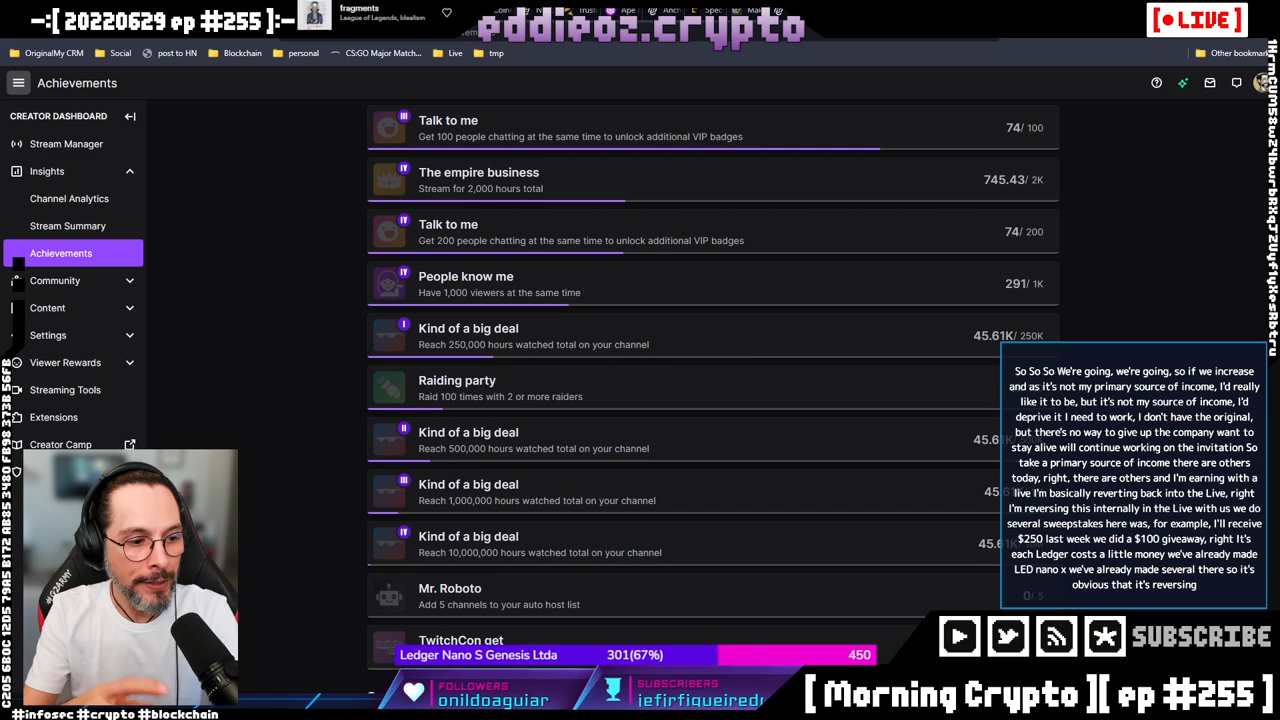 -:[ 20220629 ep #255 ]:-
fragments
League of Legends, Idealism
eddieoz.crypto
[ LIVE ]
OriginalMy CRM
Social
post to HN
Blotckchain
personal
CS:GO Major Match...
Live
tmp
Other bookmar
Achievements
CREATOR DASHBOARD
Stream Manager
Insights
Channel Analytics
Stream Summary
Achievements
Community
Content
Settings
Viewer Rewards
Streaming Tools
Extensions
Creator Camp
III
Talk to me
Get 100 people chatting at the same time to unlock additional VIP badges
74/ 100
IV
The empire business
Stream for 2,000 hours total
745.43/ 2K
IV
Talk to me
Get 200 people chatting at the same time to unlock additional VIP badges
74/ 200
IV
People know me
Have 1,000 viewers at the same time
291/ 1K
I
Kind of a big deal
Reach 250,000 hours watched total on your channel
45.61K/ 250K
Raiding party
Raid 100 times with 2 or more raiders
II
Kind of a big deal
Reach 500,000 hours watched total on your channel
45.61
III
Kind of a big deal
Reach 1,000,000 hours watched total on your channel
45
IV
Kind of a big deal
Reach 10,000,000 hours watched total on your channel
45.61K
Mr. Roboto
Add 5 channels to your auto host list
0/ 5
TwitchCon get
So So So We're going, we're going, so if we increase
and as it's not my primary source of income, I'd really
like it to be, but it's not my source of income, I'd
deprive it I need to work, I don't have the original,
but there's no way to give up the company want to
stay alive will continue working on the invitation So
take a primary source of income there are others
today, right, there are others and I'm earning with a
live I'm basically reverting back into the Live, right
I'm reversing this internally in the Live with us we do
several sweepstakes here was, for example, I'll receive
$250 last week we did a $100 giveaway, right It's
each Ledger costs a little money we've already made
LED nano x we've already made several there so it's
obvious that it's reversing
Ledger Nano S Genesis Ltda
301(67%)
450
FOLLOWERS
onildoaguiar
SUBSCRIBERS
jefirfigueired
SUBSCRIBE
[ Morning Crypto ][ ep #255 ]
#infosec #crypto #blockchain